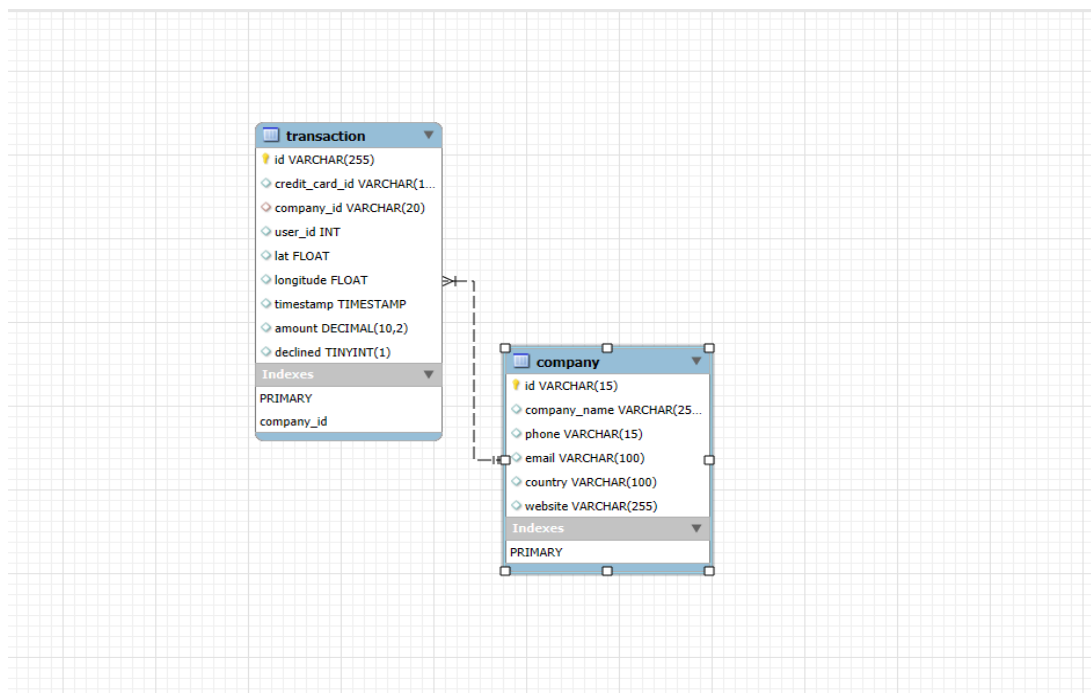 transaction
id VARCHAR(255)
credit_card_id VARCHAR(1...
company_id VARCHAR(20)
user_id INT
lat FLOAT
longitude FLOAT
timestamp TIMESTAMP
amount DECIMAL(10,2)
declined TINYINT(1)
Indexes
PRIMARY
company_id
company
id VARCHAR(15)
company_name VARCHAR(25...
phone VARCHAR(15)
email VARCHAR(100)
country VARCHAR(100)
website VARCHAR(255)
Indexes
PRIMARY